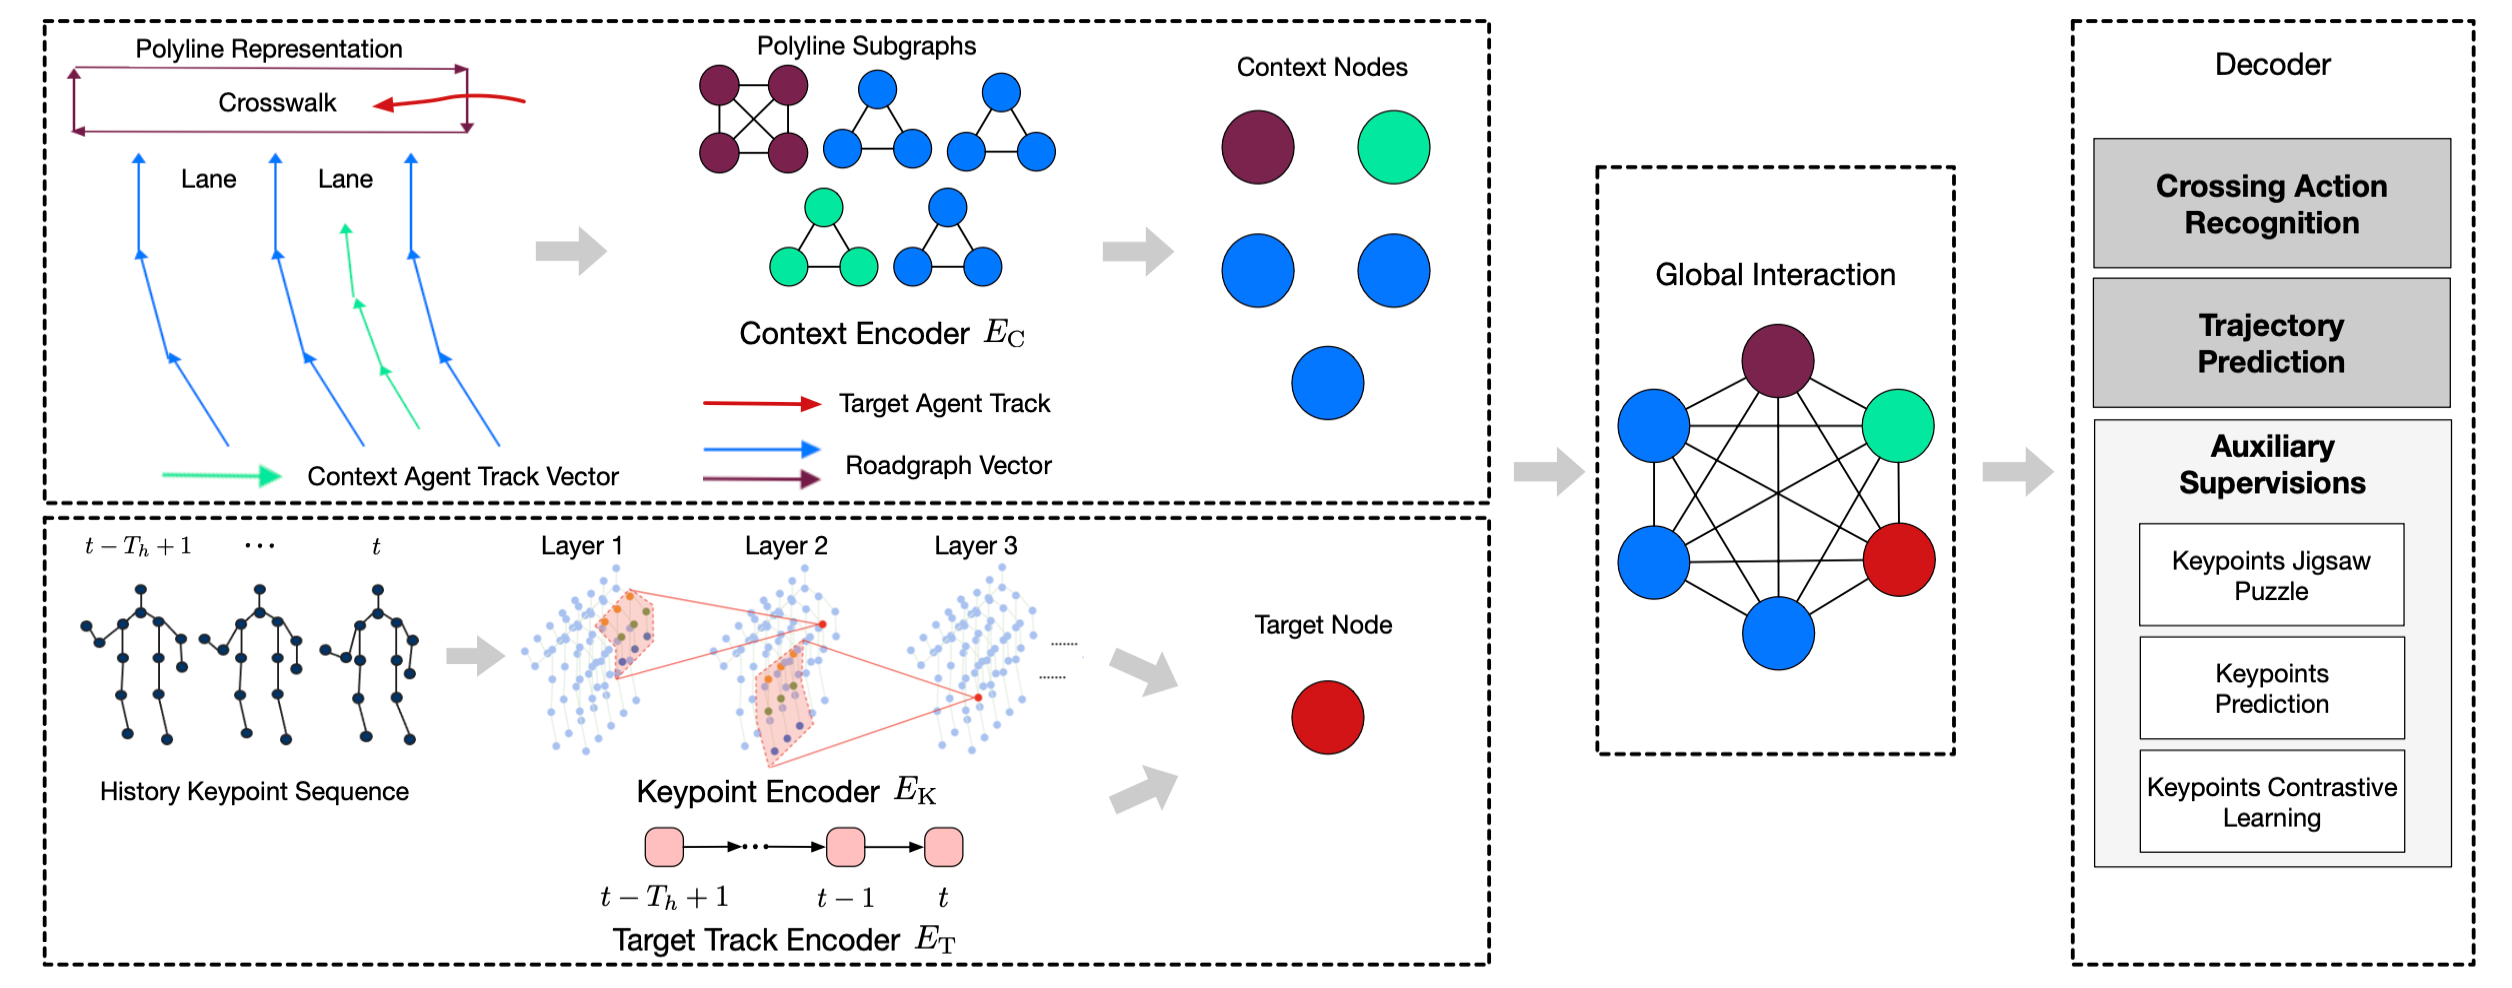 Polyline Representation
Crosswalk
Lane
Lane
Context Agent Track Vector
Polyline Subgraphs
Context Encoder E_C
Target Agent Track
Roadgraph Vector
Context Nodes
t − T_h + 1
···
t
History Keypoint Sequence
Layer 1
Layer 2
Layer 3
.......
.......
Keypoint Encoder E_K
···
t − T_h + 1
t − 1
t
Target Track Encoder E_T
Target Node
Global Interaction
Decoder
Crossing Action
Recognition
Trajectory
Prediction
Auxiliary
Supervisions
Keypoints Jigsaw
Puzzle
Keypoints
Prediction
Keypoints Contrastive
Learning